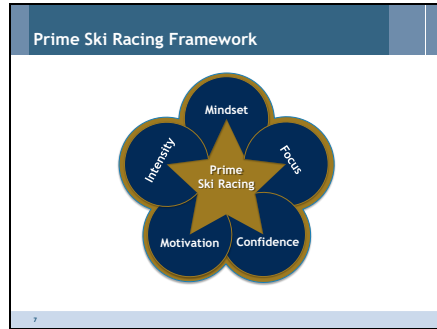 Prime Ski Racing Framework
Mindset
Intensity
Focus
Prime
Ski Racing
Motivation
Confidence
7